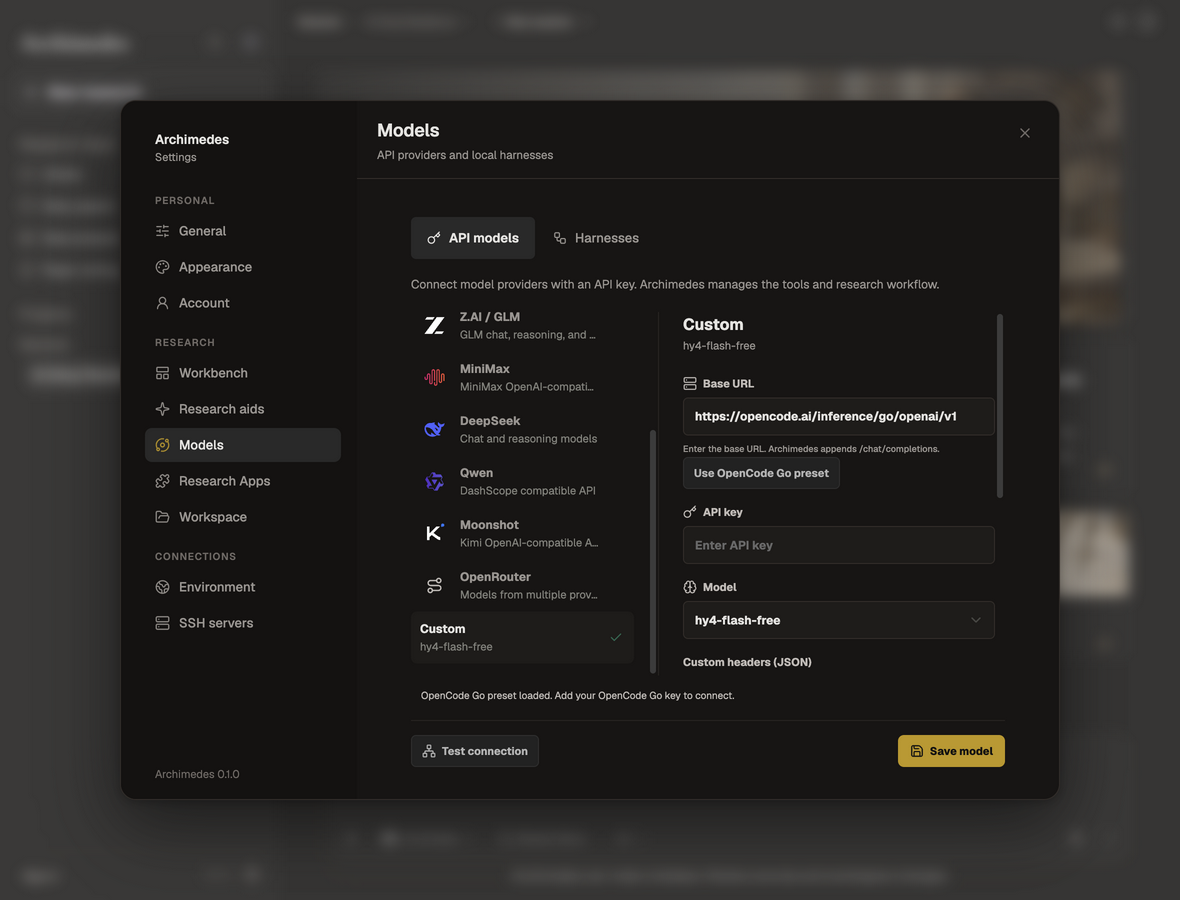 Archimedes
Settings
PERSONAL
General
Appearance
Account
RESEARCH
Workbench
Research aids
Models
Research Apps
Workspace
CONNECTIONS
Environment
SSH servers
Archimedes 0.1.0
Models
API providers and local harnesses
API models
Harnesses
Connect model providers with an API key. Archimedes manages the tools and research workflow.
Z.AI / GLM
GLM chat, reasoning, and ...
MiniMax
MiniMax OpenAI-compati...
DeepSeek
Chat and reasoning models
Qwen
DashScope compatible API
Moonshot
Kimi OpenAI-compatible A...
OpenRouter
Models from multiple prov...
Custom
hy4-flash-free
Custom
hy4-flash-free
Base URL
https://opencode.ai/inference/go/openai/v1
Enter the base URL. Archimedes appends /chat/completions.
Use OpenCode Go preset
API key
Enter API key
Model
hy4-flash-free
Custom headers (JSON)
OpenCode Go preset loaded. Add your OpenCode Go key to connect.
Test connection
Save model